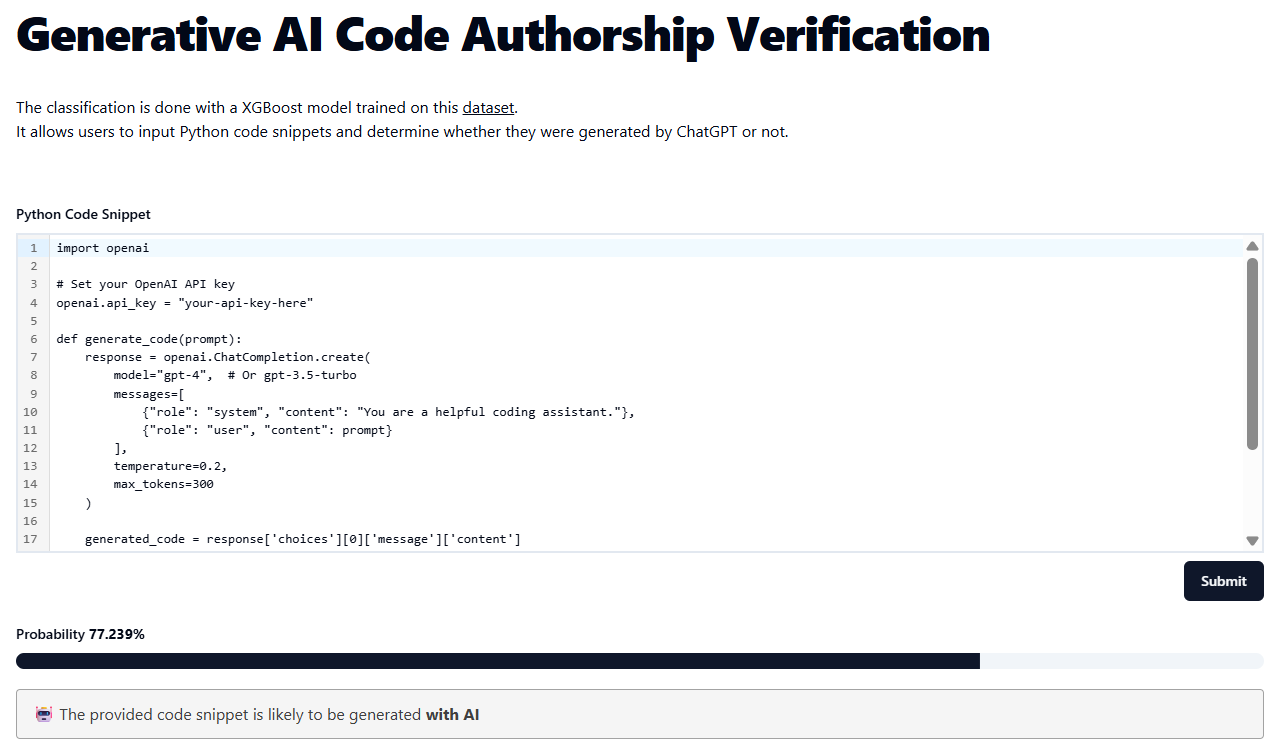 Generative AI Code Authorship Verification
The classification is done with a XGBoost model trained on this dataset.
It allows users to input Python code snippets and determine whether they were generated by ChatGPT or not.
Python Code Snippet
1 import openai
2
3 # Set your OpenAI API key
4 openai.api_key = "your-api-key-here"
5
6 def generate_code(prompt):
7     response = openai.ChatCompletion.create(
8         model="gpt-4",  # Or gpt-3.5-turbo
9         messages=[
10             {"role": "system", "content": "You are a helpful coding assistant."},
11             {"role": "user", "content": prompt}
12         ],
13         temperature=0.2,
14         max_tokens=300
15     )
16
17     generated_code = response['choices'][0]['message']['content']
Submit
Probability 77.239%
The provided code snippet is likely to be generated with AI